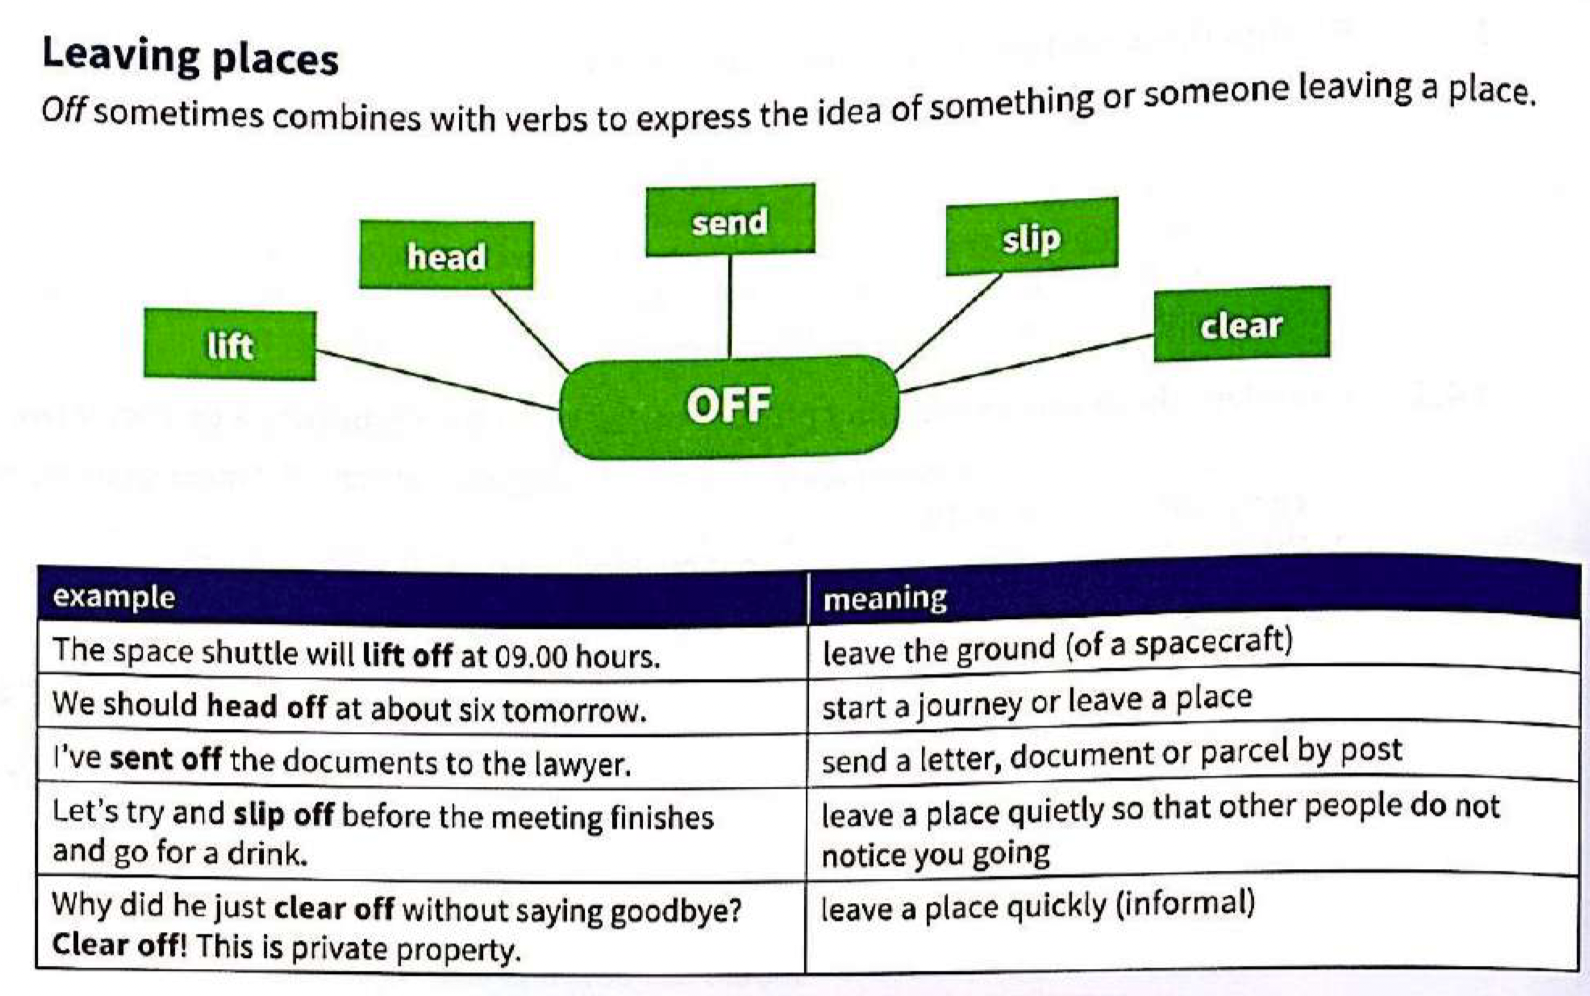 Leaving places
Off sometimes combines with verbs to express the idea of something or someone leaving a place.
send
slip
head
clear
lift
OFF
example
meaning
The space shuttle will lift off at 09.00 hours.
leave the ground (of a spacecraft)
We should head off at about six tomorrow.
start a journey or leave a place
I've sent off the documents to the lawyer.
send a letter, document or parcel by post
Let's try and slip off before the meeting finishes
and go for a drink.
leave a place quietly so that other people do not
notice you going
Why did he just clear off without saying goodbye?
Clear off! This is private property.
leave a place quickly (informal)